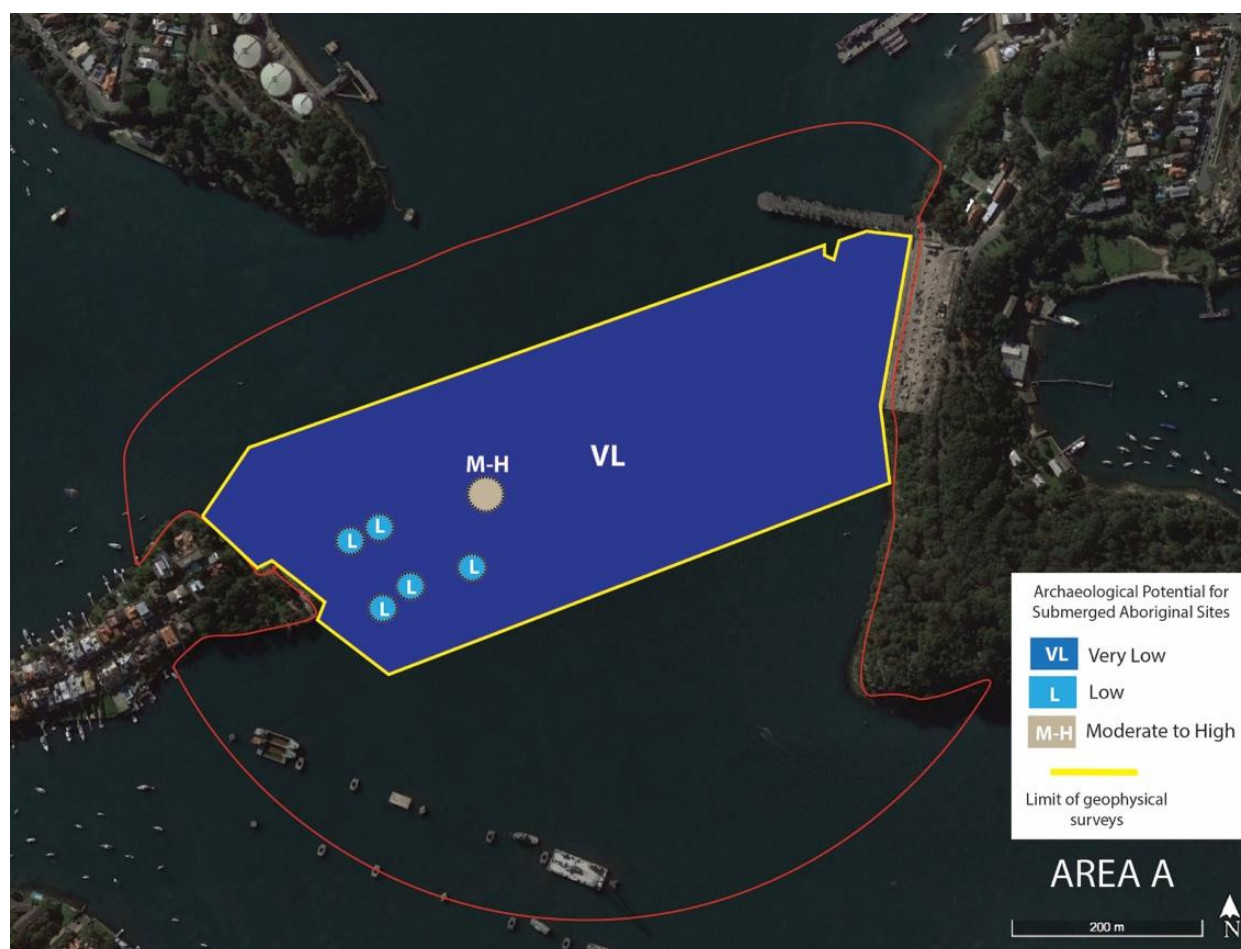 M-H
VL
L
L
L
L
L
Archaeological Potential for
Submerged Aboriginal Sites
VL Very Low
L Low
M-H Moderate to High
Limit of geophysical
surveys
AREA A
200 m
N